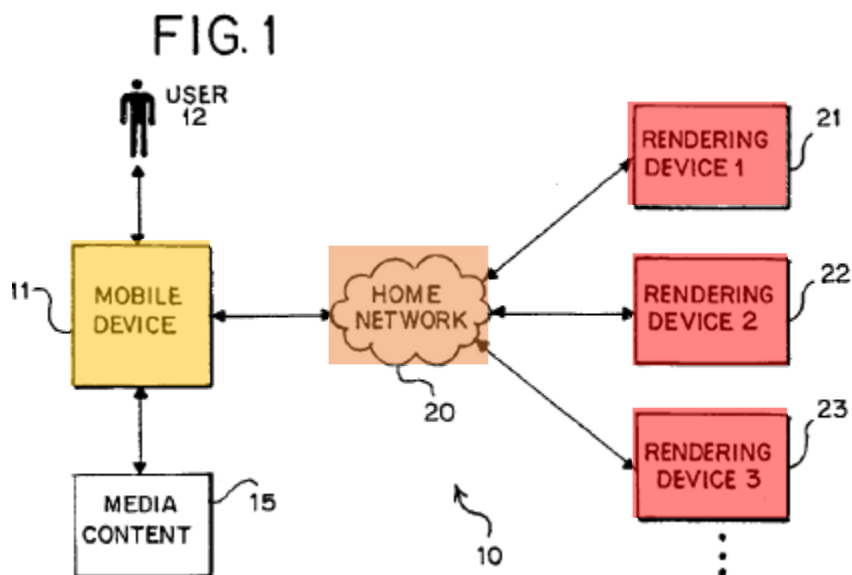 FIG. 1
USER
12
21
RENDERING
DEVICE 1
11
MOBILE
DEVICE
HOME
NETWORK
20
22
RENDERING
DEVICE 2
23
RENDERING
DEVICE 3
MEDIA
CONTENT
15
10